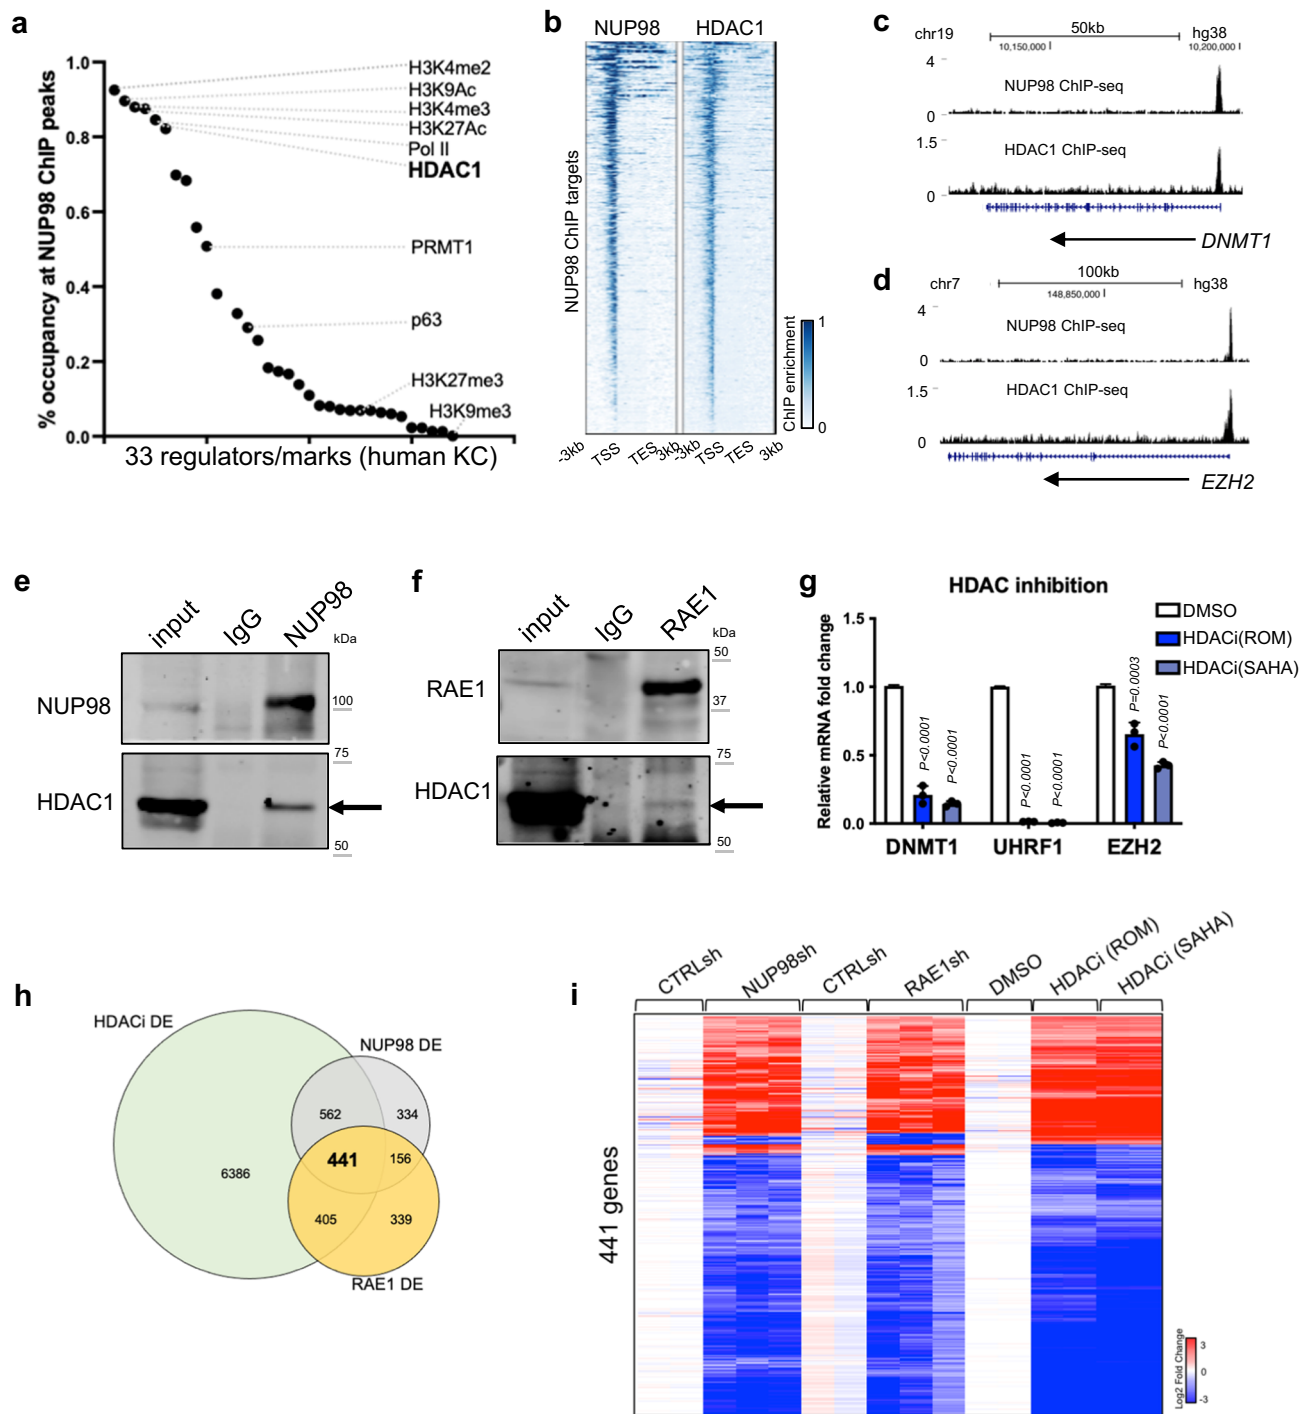 a
% occupancy at NUP98 ChIP peaks
1.0
0.8
0.6
0.4
0.2
0.0
H3K4me2
H3K9Ac
H3K4me3
H3K27Ac
Pol II
HDAC1
PRMT1
p63
H3K27me3
H3K9me3
33 regulators/marks (human KC)
b
NUP98 HDAC1
NUP98 ChIP targets
-3kb TSS TES 3kb -3kb TSS TES 3kb
ChIP enrichment
1
0
c
chr19 50kb hg38
10,150,000 10,200,000
4
NUP98 ChIP-seq
0
1.5
HDAC1 ChIP-seq
0
DNMT1
d
chr7 100kb hg38
148,850,000
4
NUP98 ChIP-seq
0
1.5
HDAC1 ChIP-seq
0
EZH2
e
input IgG NUP98
kDa
NUP98
100
75
HDAC1
50
f
input IgG RAE1
kDa
50
RAE1
37
75
HDAC1
50
g
HDAC inhibition
DMSO
HDACi(ROM)
HDACi(SAHA)
Relative mRNA fold change
1.5
1.0
0.5
0.0
P<0.0001
P<0.0001
P<0.0001
P<0.0001
P=0.0003
P<0.0001
DNMT1 UHRF1 EZH2
h
HDACi DE
NUP98 DE
562 334
441 156
6386
405 339
RAE1 DE
i
CTRLsh NUP98sh CTRLsh RAE1sh DMSO HDACi (ROM) HDACi (SAHA)
441 genes
Log2 Fold Change
3
0
-3